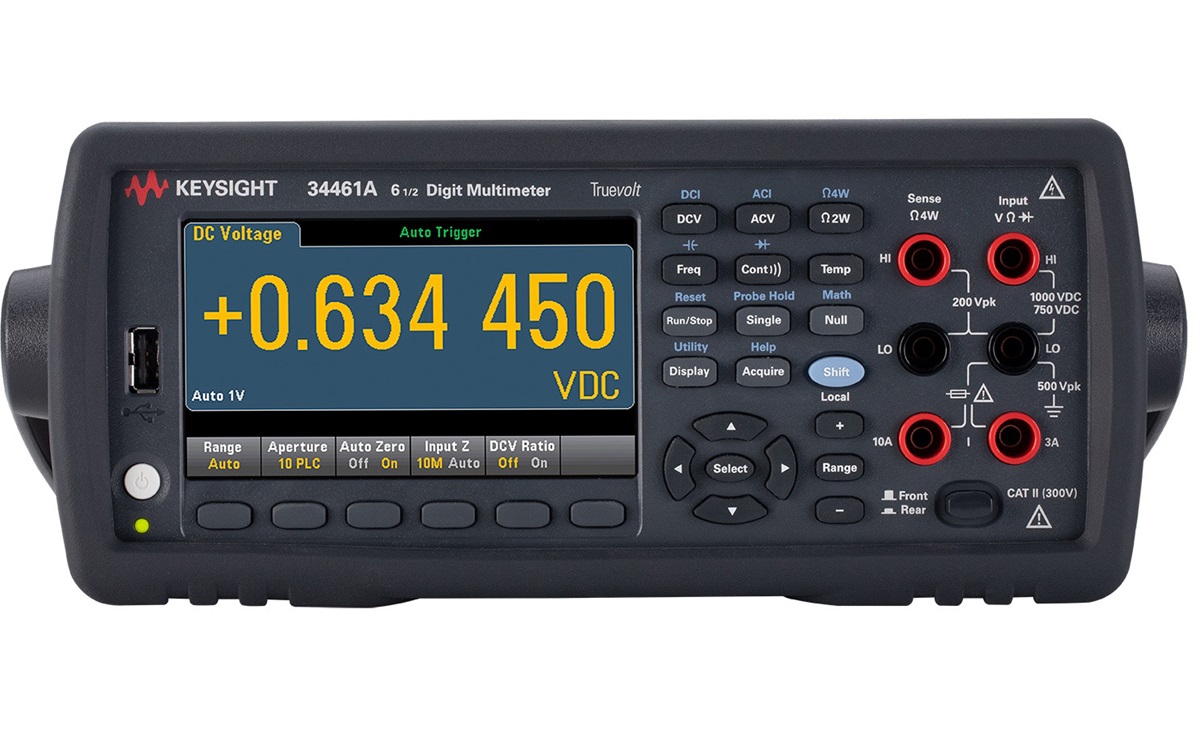 KEYSIGHT 34461A 6 1/2 Digit Multimeter Truevolt
DC Voltage Auto Trigger
+0.634 450
VDC
Auto 1V
Range Aperture Auto Zero Input Z DCV Ratio
Auto 10 PLC Off On 10M Auto Off On
DCI ACI Ω4W
DCV ACV Ω2W
Freq Cont Temp
Reset Probe Hold Math
Run/Stop Single Null
Utility Help
Display Acquire Shift
Local
+
Select Range
−
Sense
Ω4W
Input
V Ω
HI HI
200 Vpk
1000 VDC
750 VDC
LO LO
500 Vpk
10A I 3A
Front
Rear
CAT II (300V)